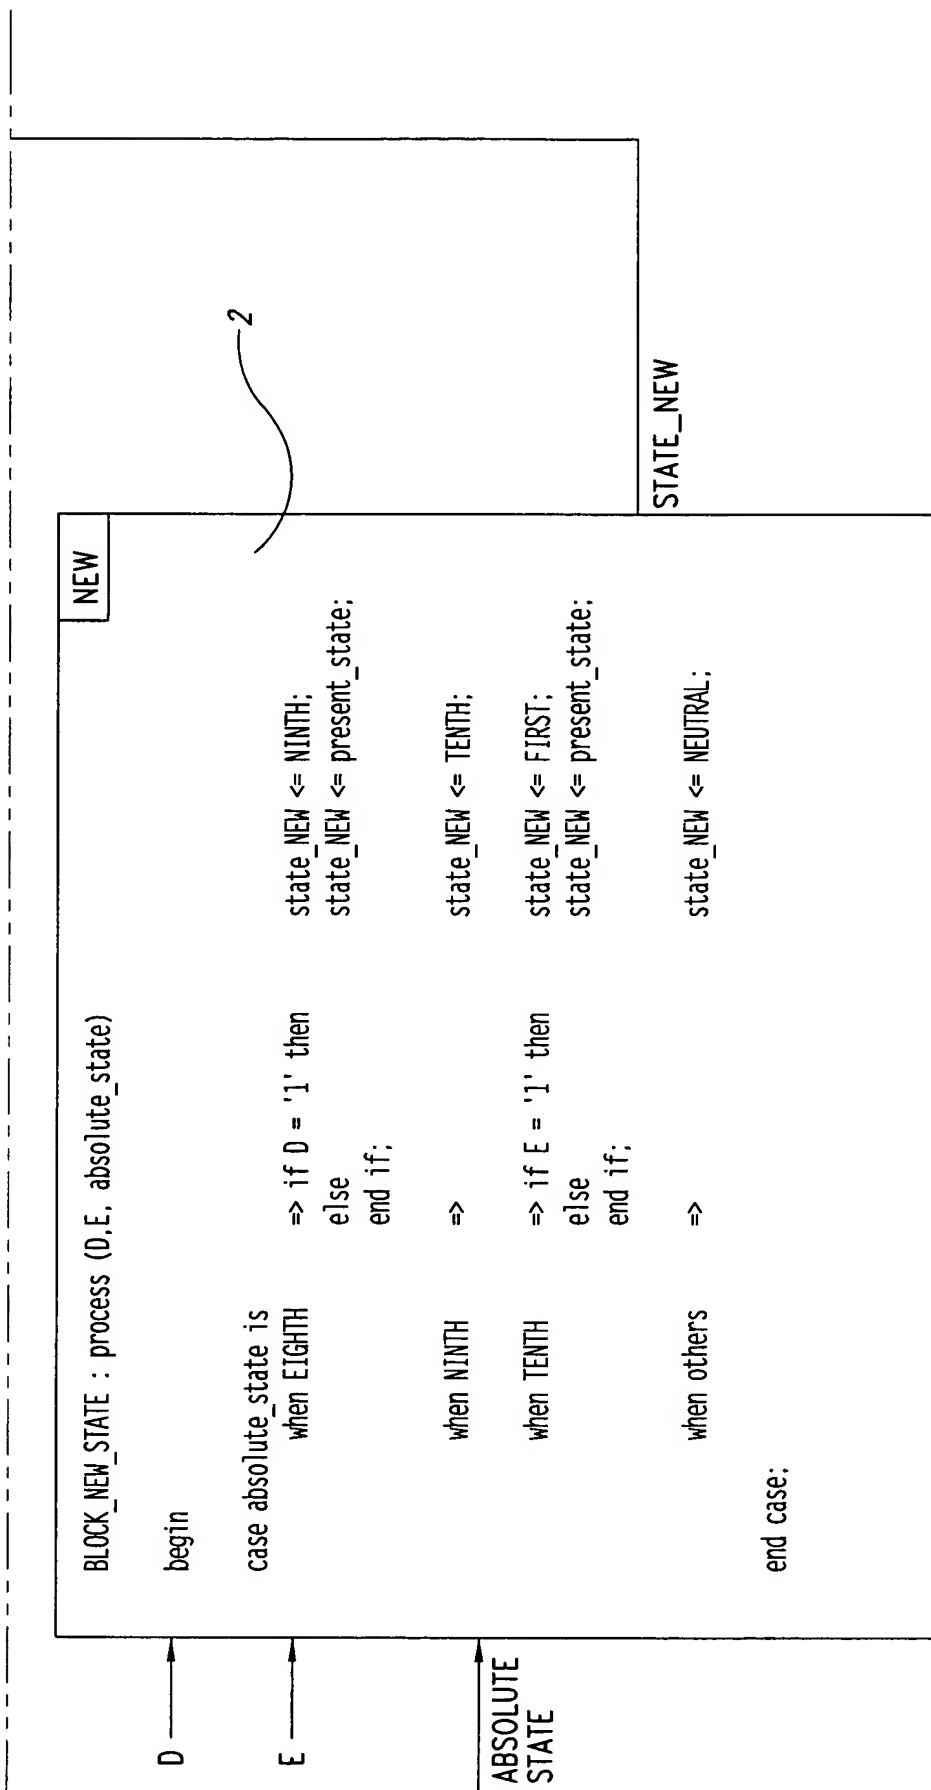 NEW
BLOCK_NEW_STATE : process (D,E, absolute_state)
begin
case absolute_state is
when EIGHTH => if D = '1' then state_NEW <= NINTH;
else state_NEW <= present_state;
end if;
when NINTH => state_NEW <= TENTH;
when TENTH => if E = '1' then state_NEW <= FIRST;
else state_NEW <= present_state;
end if;
when others => state_NEW <= NEUTRAL;
end case;
D
E
ABSOLUTE
STATE
2
STATE_NEW